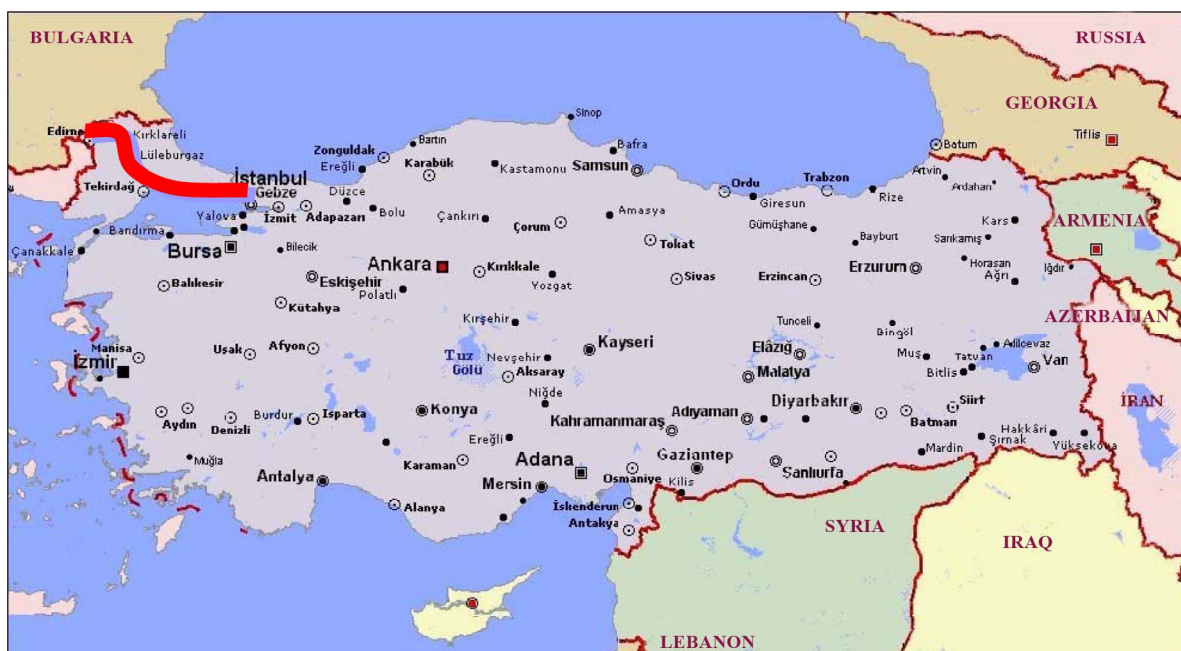 BULGARIA
RUSSIA
GEORGIA
Tiflis
Sinop
Edirne
Kırklareli
Lüleburgaz
Bartın
Zonguldak
Ereğli
Karabük
Kastamonu
Bafra
Samsun
Batum
Artvin
Ardahan
İstanbul
Gebze
Tekirdağ
Düzce
Ordu
Giresun
Trabzon
Rize
Yalova
İzmit
Adapazarı
Bolu
Çankırı
Çorum
Amasya
Gümüşhane
Kars
ARMENIA
Çanakkale
Bandırma
Bursa
Bilecik
Tokat
Bayburt
Sarıkamış
Ankara
Kırıkkale
Yozgat
Sivas
Erzincan
Erzurum
Horasan
Ağrı
Iğdır
Balıkesir
Eskişehir
Polatlı
Kütahya
Kırşehir
Tunceli
Bingöl
AZERBAIJAN
Manisa
İzmir
Uşak
Afyon
Tuz
Gölü
Nevşehir
Aksaray
Kayseri
Elâzıg
Malatya
Muş
Tatvan
Adilcevaz
Bitlis
Van
İRAN
Niğde
Aydın
Denizli
Burdur
Isparta
Konya
Kahramanmaraş
Adıyaman
Diyarbakır
Batman
Siirt
Ereğli
Hakkâri
Şırnak
Yüksekova
Mardin
Muğla
Antalya
Karaman
Adana
Mersin
Osmaniye
Gaziantep
Şanlıurfa
Kilis
Alanya
İskenderun
Antakya
SYRIA
IRAQ
LEBANON